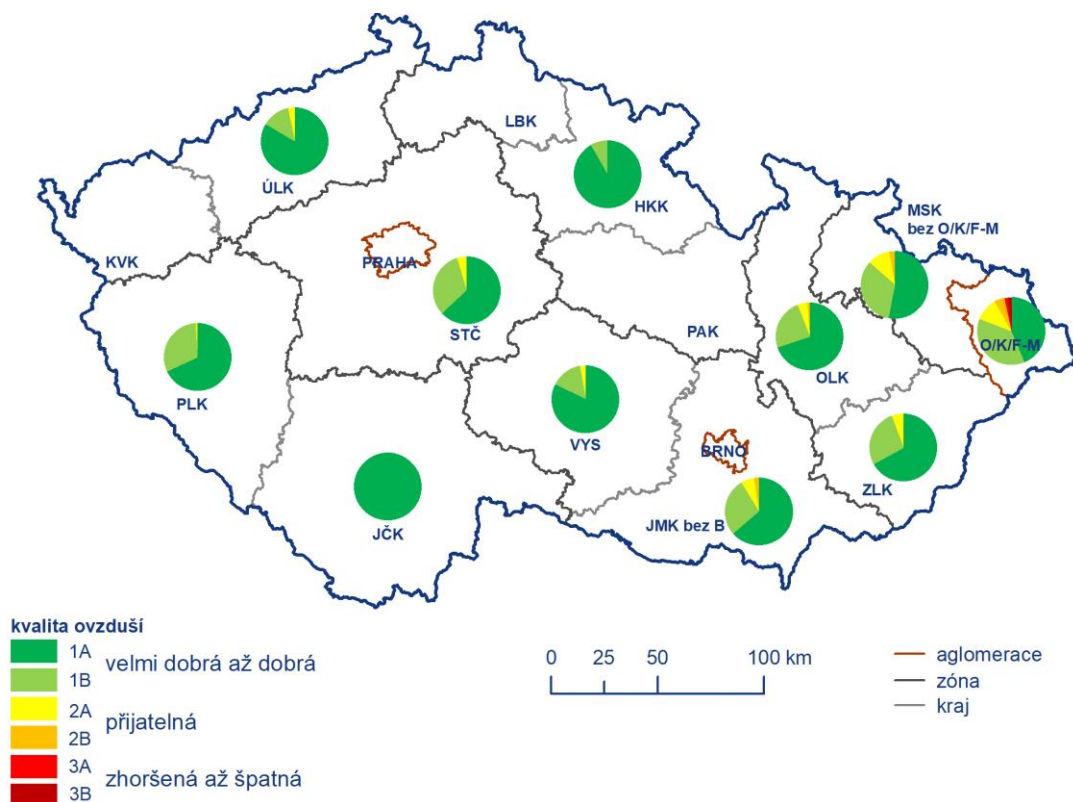 LBK
ÚLK
HKK
MSK
bez O/K/F-M
KVK
PRAHA
STČ
PAK
O/K/F-M
OLK
PLK
VYS
BRNO
ZLK
JČK
JMK bez B
kvalita ovzduší
1A
velmi dobrá až dobrá
1B
2A
přijatelná
2B
3A
zhoršená až špatná
3B
0 25 50 100 km
aglomerace
zóna
kraj